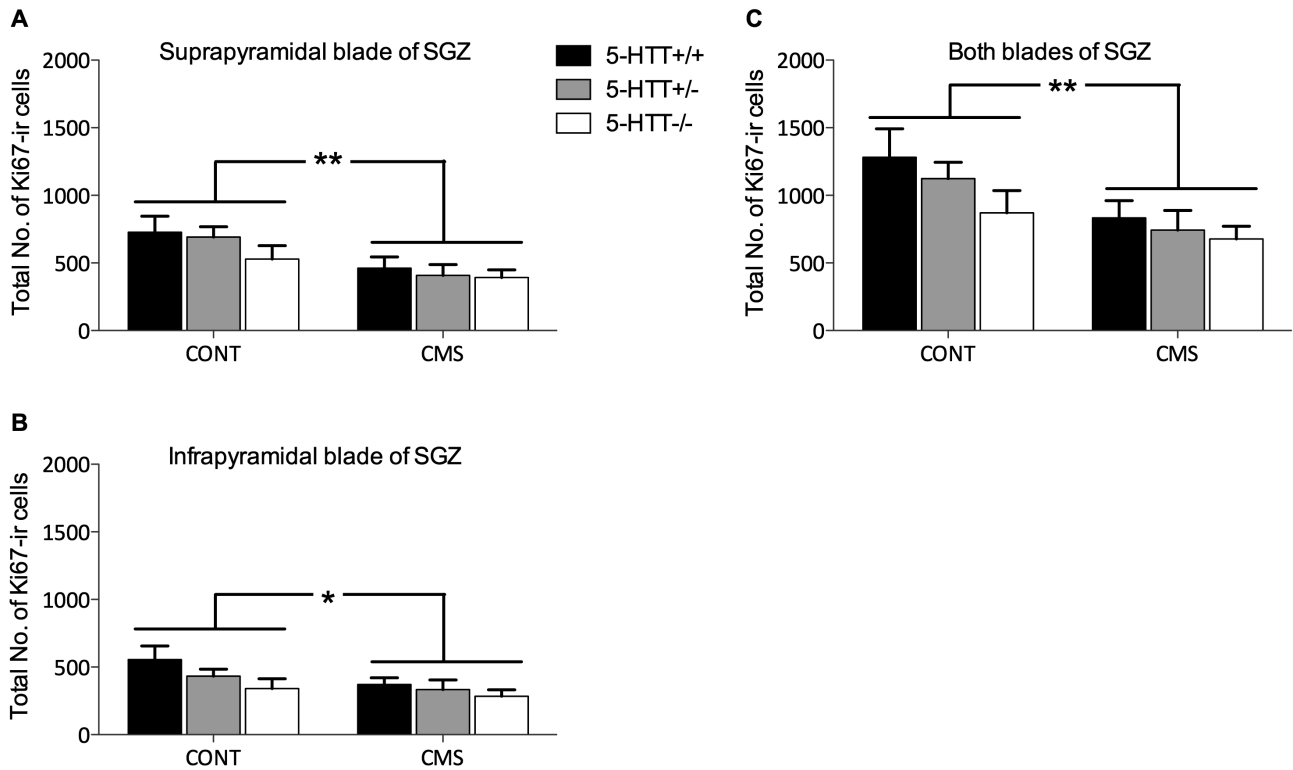 A
Suprapyramidal blade of SGZ
Total No. of Ki67-ir cells
2000
1500
1000
500
0
**
CONT
CMS
5-HTT+/+
5-HTT+/-
5-HTT-/-
C
Both blades of SGZ
Total No. of Ki67-ir cells
2000
1500
1000
500
0
**
CONT
CMS
B
Infrapyramidal blade of SGZ
Total No. of Ki67-ir cells
2000
1500
1000
500
0
*
CONT
CMS